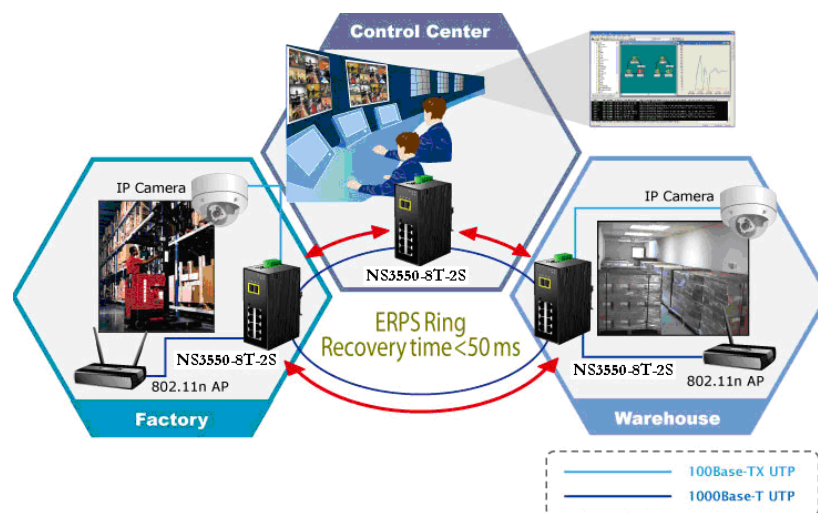 Control Center
IP Camera
IP Camera
NS3550-8T-2S
ERPS Ring
Recovery time<50 ms
NS3550-8T-2S
NS3550-8T-2S
802.11n AP
802.11n AP
Factory
Warehouse
100Base-TX UTP
1000Base-T UTP